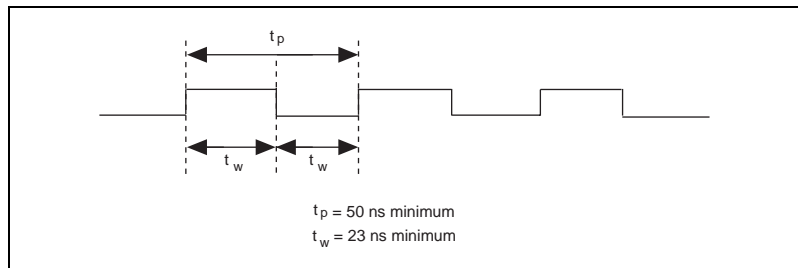 tp
tw tw
tp = 50 ns minimum
tw = 23 ns minimum